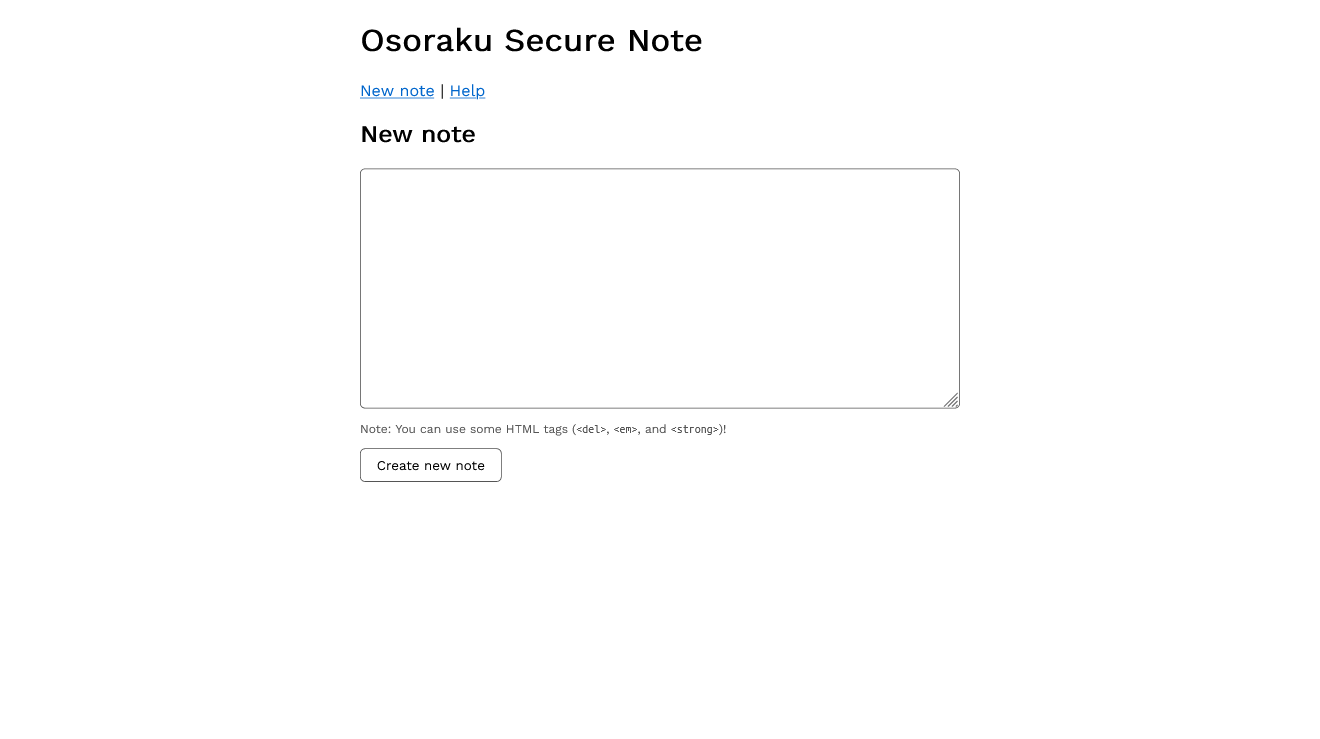 Osoraku Secure Note
New note | Help
New note
Note: You can use some HTML tags (<del>, <em>, and <strong>)!
Create new note